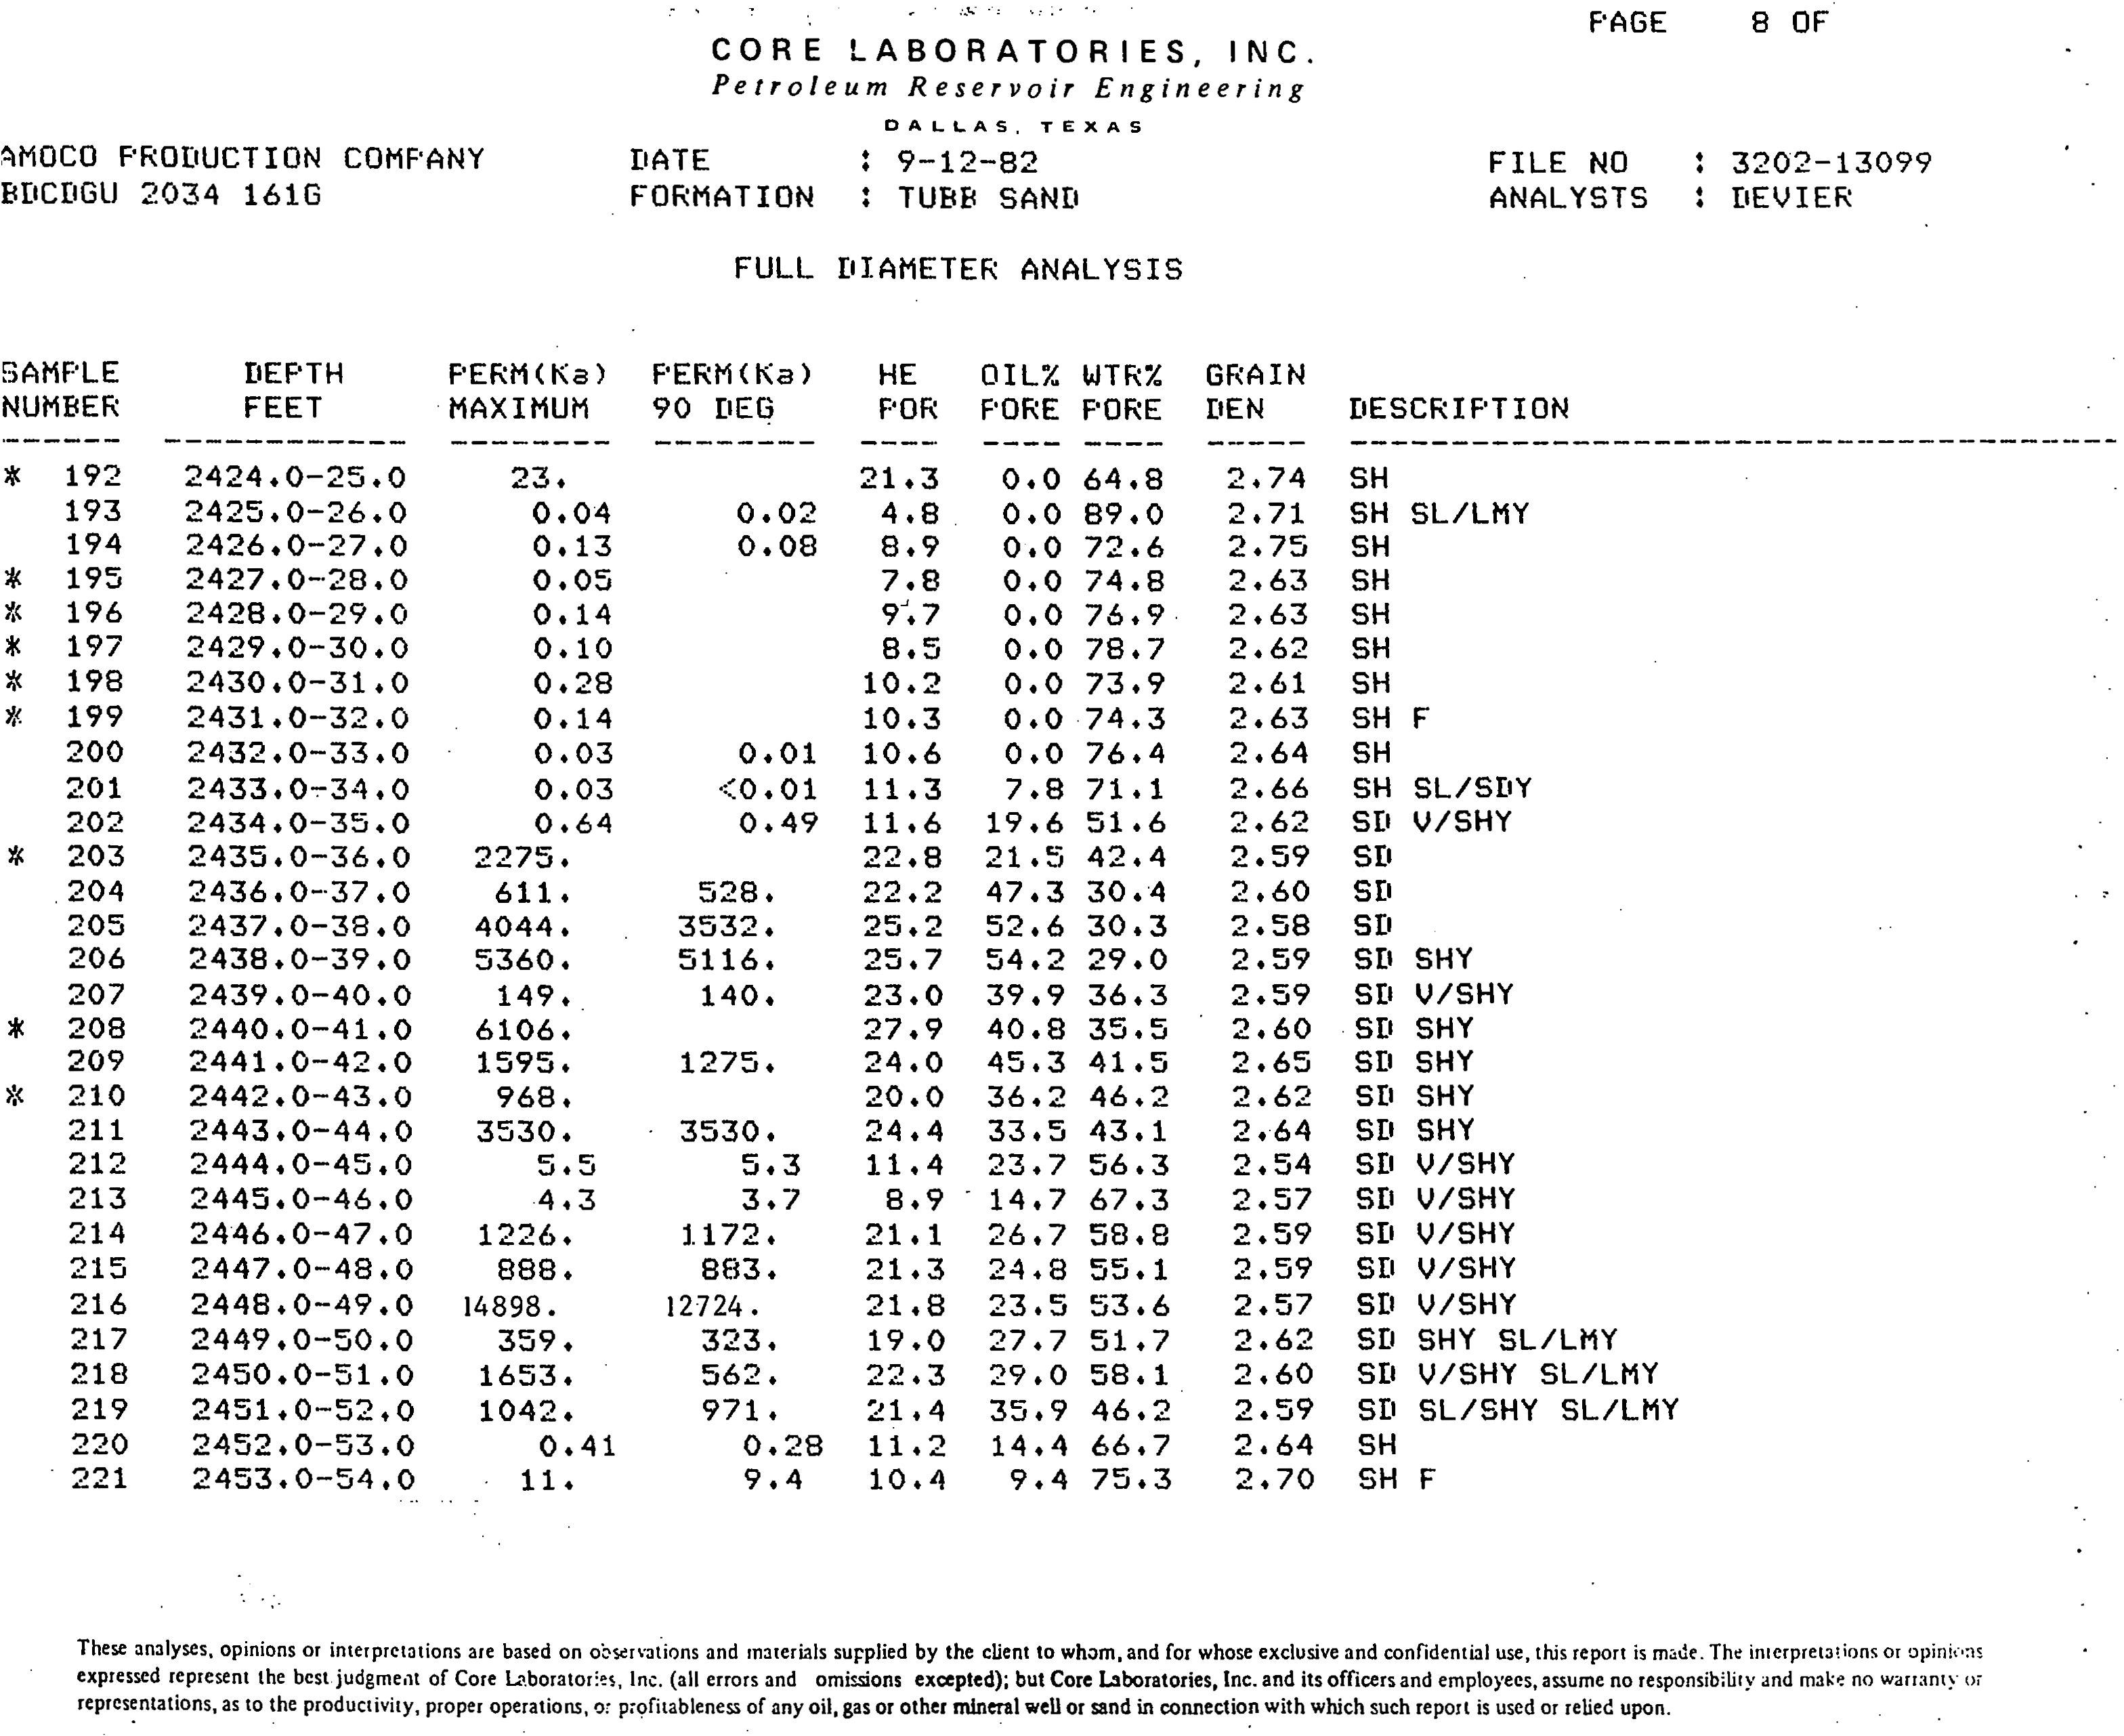 PAGE 8 OF
CORE LABORATORIES, INC.
Petroleum Reservoir Engineering
DALLAS, TEXAS
AMOCO PRODUCTION COMPANY DATE : 9-12-82 FILE NO : 3202-13099
BDCDGU 2034 161G FORMATION : TUBB SAND ANALYSTS : DEVIER
FULL DIAMETER ANALYSIS
SAMPLE DEPTH PERM(Ka) PERM(Ka) HE OIL% WTR% GRAIN
NUMBER FEET MAXIMUM 90 DEG POR PORE PORE DEN DESCRIPTION
* 192 2424.0-25.0 23. 21.3 0.0 64.8 2.74 SH
193 2425.0-26.0 0.04 0.02 4.8 0.0 89.0 2.71 SH SL/LMY
194 2426.0-27.0 0.13 0.08 8.9 0.0 72.6 2.75 SH
* 195 2427.0-28.0 0.05 7.8 0.0 74.8 2.63 SH
* 196 2428.0-29.0 0.14 9.7 0.0 76.9 2.63 SH
* 197 2429.0-30.0 0.10 8.5 0.0 78.7 2.62 SH
* 198 2430.0-31.0 0.28 10.2 0.0 73.9 2.61 SH
* 199 2431.0-32.0 0.14 10.3 0.0 74.3 2.63 SH F
200 2432.0-33.0 0.03 0.01 10.6 0.0 76.4 2.64 SH
201 2433.0-34.0 0.03 <0.01 11.3 7.8 71.1 2.66 SH SL/SDY
202 2434.0-35.0 0.64 0.49 11.6 19.6 51.6 2.62 SD V/SHY
* 203 2435.0-36.0 2275. 22.8 21.5 42.4 2.59 SD
204 2436.0-37.0 611. 528. 22.2 47.3 30.4 2.60 SD
205 2437.0-38.0 4044. 3532. 25.2 52.6 30.3 2.58 SD
206 2438.0-39.0 5360. 5116. 25.7 54.2 29.0 2.59 SD SHY
207 2439.0-40.0 149. 140. 23.0 39.9 36.3 2.59 SD V/SHY
* 208 2440.0-41.0 6106. 27.9 40.8 35.5 2.60 SD SHY
209 2441.0-42.0 1595. 1275. 24.0 45.3 41.5 2.65 SD SHY
* 210 2442.0-43.0 968. 20.0 36.2 46.2 2.62 SD SHY
211 2443.0-44.0 3530. 3530. 24.4 33.5 43.1 2.64 SD SHY
212 2444.0-45.0 5.5 5.3 11.4 23.7 56.3 2.54 SD V/SHY
213 2445.0-46.0 4.3 3.7 8.9 14.7 67.3 2.57 SD V/SHY
214 2446.0-47.0 1226. 1172. 21.1 26.7 58.8 2.59 SD V/SHY
215 2447.0-48.0 888. 883. 21.3 24.8 55.1 2.59 SD V/SHY
216 2448.0-49.0 14898. 12724. 21.8 23.5 53.6 2.57 SD V/SHY
217 2449.0-50.0 359. 323. 19.0 27.7 51.7 2.62 SD SHY SL/LMY
218 2450.0-51.0 1653. 562. 22.3 29.0 58.1 2.60 SD V/SHY SL/LMY
219 2451.0-52.0 1042. 971. 21.4 35.9 46.2 2.59 SD SL/SHY SL/LMY
220 2452.0-53.0 0.41 0.28 11.2 14.4 66.7 2.64 SH
221 2453.0-54.0 11. 9.4 10.4 9.4 75.3 2.70 SH F
These analyses, opinions or interpretations are based on observations and materials supplied by the client to whom, and for whose exclusive and confidential use, this report is made. The interpretations or opinions
expressed represent the best judgment of Core Laboratories, Inc. (all errors and omissions excepted); but Core Laboratories, Inc. and its officers and employees, assume no responsibility and make no warranty or
representations, as to the productivity, proper operations, or profitableness of any oil, gas or other mineral well or sand in connection with which such report is used or relied upon.